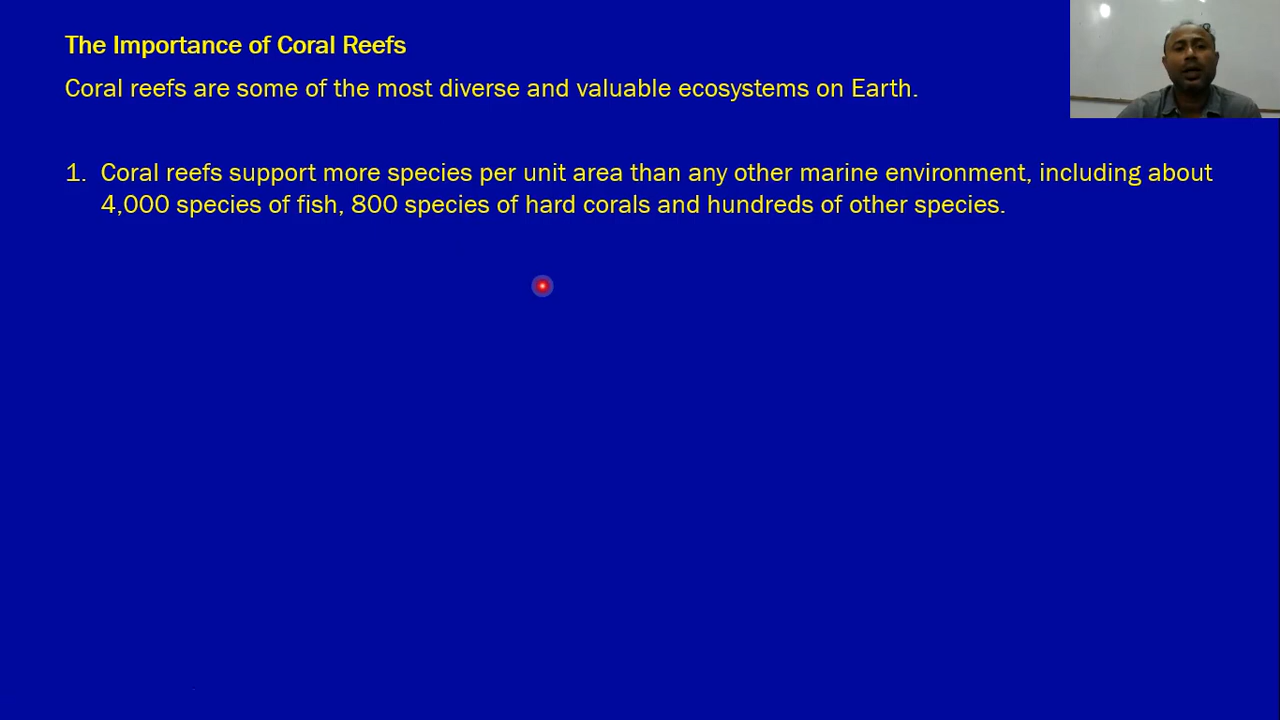 The Importance of Coral Reefs
Coral reefs are some of the most diverse and valuable ecosystems on Earth.
1. Coral reefs support more species per unit area than any other marine environment, including about
4,000 species of fish, 800 species of hard corals and hundreds of other species.